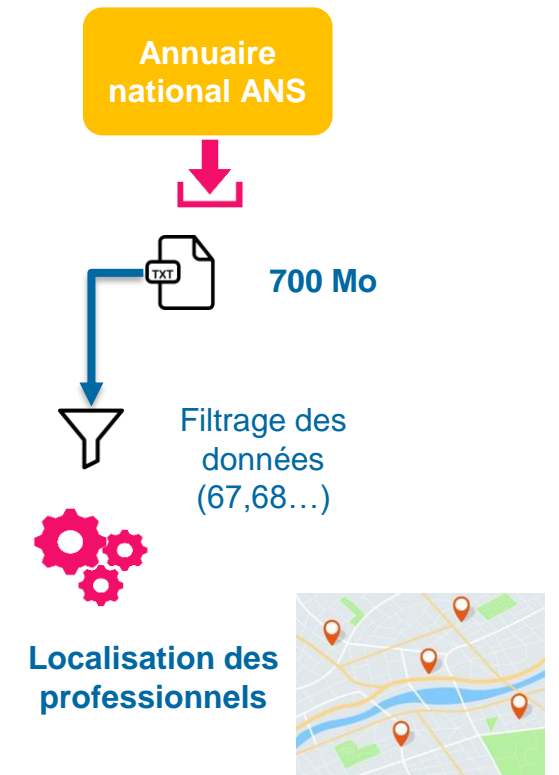 Annuaire
national ANS
TXT
700 Mo
Filtrage des
données
(67,68…)
Localisation des
professionnels